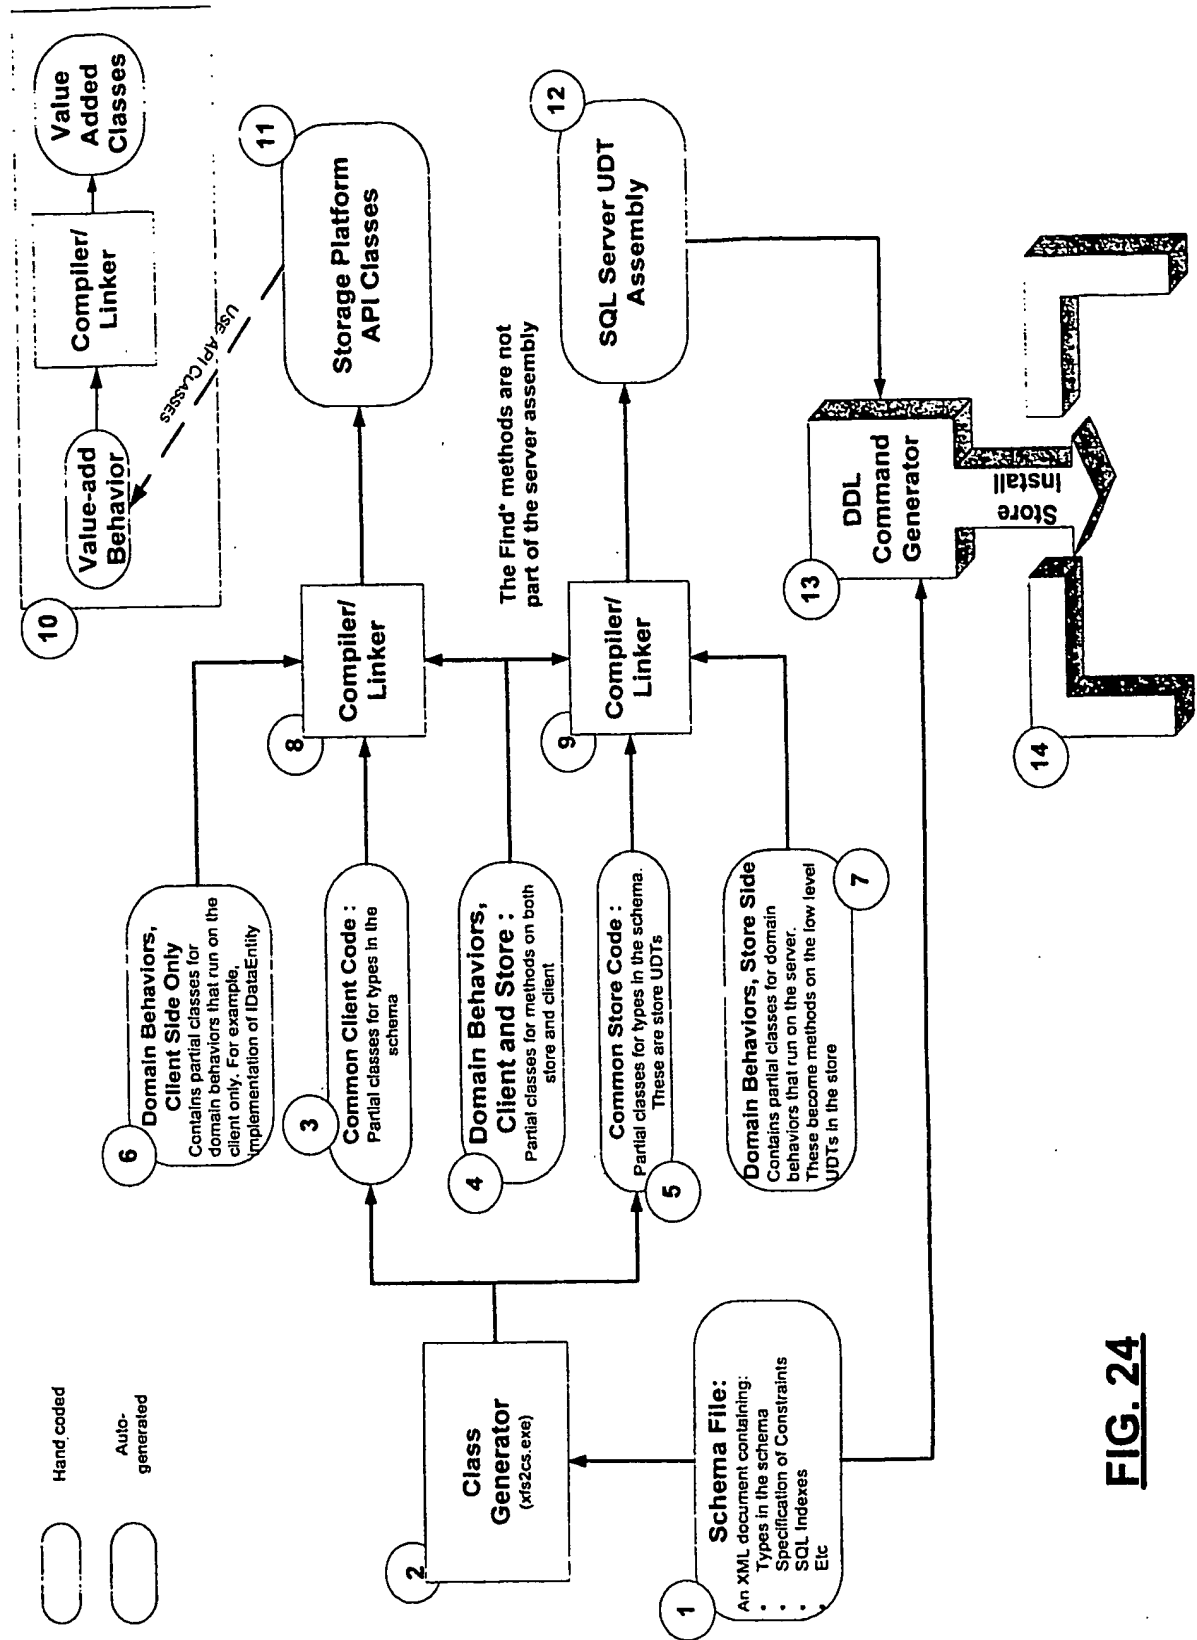 Hand coded
Auto-
generated
10
Value-add
Behavior
Compiler/
Linker
Value
Added
Classes
USE API CLASSES
6
Domain Behaviors,
Client Side Only
Contains partial classes for
domain behaviors that run on the
client only. For example,
implementation of IDataEntity
3
Common Client Code :
Partial classes for types in the
schema
8
Compiler/
Linker
11
Storage Platform
API Classes
2
Class
Generator
(xfs2cs.exe)
4
Domain Behaviors,
Client and Store :
Partial classes for methods on both
store and client
The Find* methods are not
part of the server assembly
5
Common Store Code :
Partial classes for types in the schema.
These are store UDTs
9
Compiler/
Linker
12
SQL Server UDT
Assembly
1
Schema File:
An XML document containing:
• Types in the schema
• Specification of Constraints
• SQL Indexes
• Etc
7
Domain Behaviors, Store Side
Contains partial classes for domain
behaviors that run on the server.
These become methods on the low level
UDTs in the store
13
DDL
Command
Generator
Store
Install
14
FIG. 24